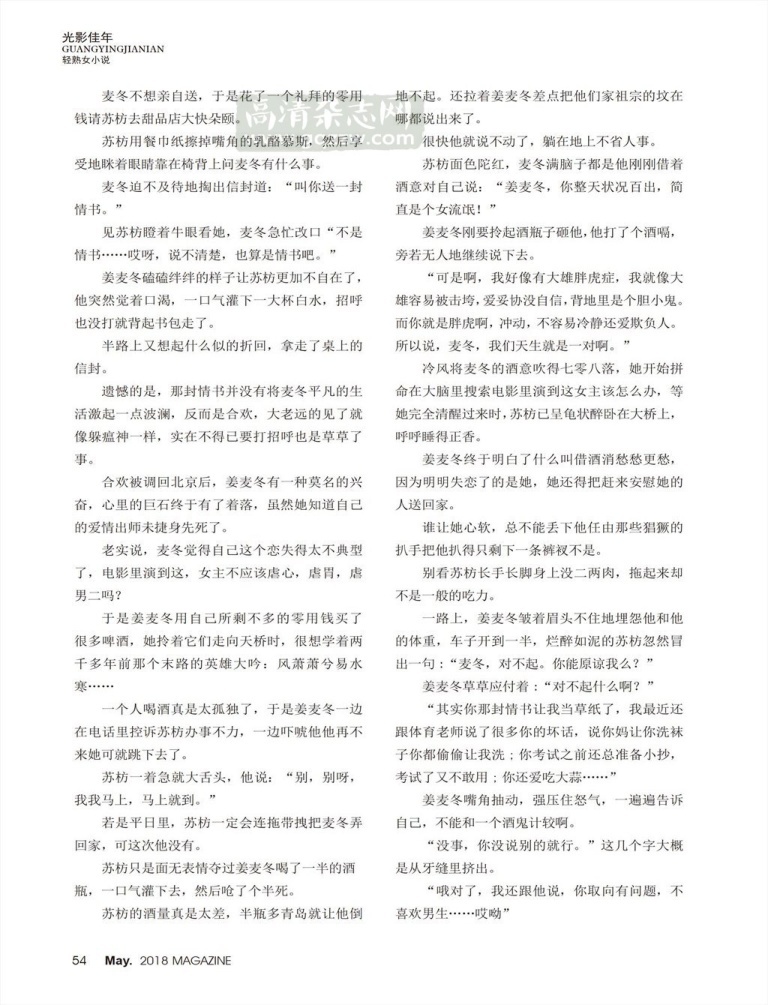 光影佳年
GUANGYINGJIANIAN
轻熟女小说
高清杂志网
麦冬不想亲自送，于是花了一个礼拜的零用
钱请苏枋去甜品店大快朵颐。
苏枋用餐巾纸擦掉嘴角的乳酪慕斯，然后享
受地眯着眼睛靠在椅背上问麦冬有什么事。
麦冬迫不及待地掏出信封道：“叫你送一封
情书。”
见苏枋瞪着牛眼看她，麦冬急忙改口“不是
情书……哎呀，说不清楚，也算是情书吧。”
姜麦冬磕磕绊绊的样子让苏枋更加不自在了，
他突然觉着口渴，一口气灌下一大杯白水，招呼
也没打就背起书包走了。
半路上又想起什么似的折回，拿走了桌上的
信封。
遗憾的是，那封情书并没有将麦冬平凡的生
活激起一点波澜，反而是合欢，大老远的见了就
像躲瘟神一样，实在不得已要打招呼也是草草了
事。
合欢被调回北京后，姜麦冬有一种莫名的兴
奋，心里的巨石终于有了着落，虽然她知道自己
的爱情出师未捷身先死了。
老实说，麦冬觉得自己这个恋失得太不典型
了，电影里演到这，女主不应该虐心，虐胃，虐
男二吗？
于是姜麦冬用自己所剩不多的零用钱买了
很多啤酒，她拎着它们走向天桥时，很想学着两
千多年前那个末路的英雄大吟：风萧萧兮易水
寒……
一个人喝酒真是太孤独了，于是姜麦冬一边
在电话里控诉苏枋办事不力，一边吓唬他他再不
来她可就跳下去了。
苏枋一着急就大舌头，他说：“别，别呀，
我我马上，马上就到。”
若是平日里，苏枋一定会连拖带拽把麦冬弄
回家，可这次他没有。
苏枋只是面无表情夺过姜麦冬喝了一半的酒
瓶，一口气灌下去，然后呛了个半死。
苏枋的酒量真是太差，半瓶多青岛就让他倒
地不起。还拉着姜麦冬差点把他们家祖宗的坟在
哪都说出来了。
很快他就说不动了，躺在地上不省人事。
苏枋面色陀红，麦冬满脑子都是他刚刚借着
酒意对自己说：“姜麦冬，你整天状况百出，简
直是个女流氓！”
姜麦冬刚要拎起酒瓶子砸他，他打了个酒嗝，
旁若无人地继续说下去。
“可是啊，我好像有大雄胖虎症，我就像大
雄容易被击垮，爱妥协没自信，背地里是个胆小鬼。
而你就是胖虎啊，冲动，不容易冷静还爱欺负人。
所以说，麦冬，我们天生就是一对啊。”
冷风将麦冬的酒意吹得七零八落，她开始拼
命在大脑里搜索电影里演到这女主该怎么办，等
她完全清醒过来时，苏枋已呈龟状醉卧在大桥上，
呼呼睡得正香。
姜麦冬终于明白了什么叫借酒消愁愁更愁，
因为明明失恋了的是她，她还得把赶来安慰她的
人送回家。
谁让她心软，总不能丢下他任由那些猖獗的
扒手把他扒得只剩下一条裤衩不是。
别看苏枋长手长脚身上没二两肉，拖起来却
不是一般的吃力。
一路上，姜麦冬皱着眉头不住地埋怨他和他
的体重，车子开到一半，烂醉如泥的苏枋忽然冒
出一句：“麦冬，对不起。你能原谅我么？”
姜麦冬草草应付着：“对不起什么啊？”
“其实你那封情书让我当草纸了，我最近还
跟体育老师说了很多你的坏话，说你妈让你洗袜
子你都偷偷让我洗；你考试之前还总准备小抄，
考试了又不敢用；你还爱吃大蒜……”
姜麦冬嘴角抽动，强压住怒气，一遍遍告诉
自己，不能和一个酒鬼计较啊。
“没事，你没说别的就行。”这几个字大概
是从牙缝里挤出。
“哦对了，我还跟他说，你取向有问题，不
喜欢男生……哎呦”
54 May. 2018 MAGAZINE